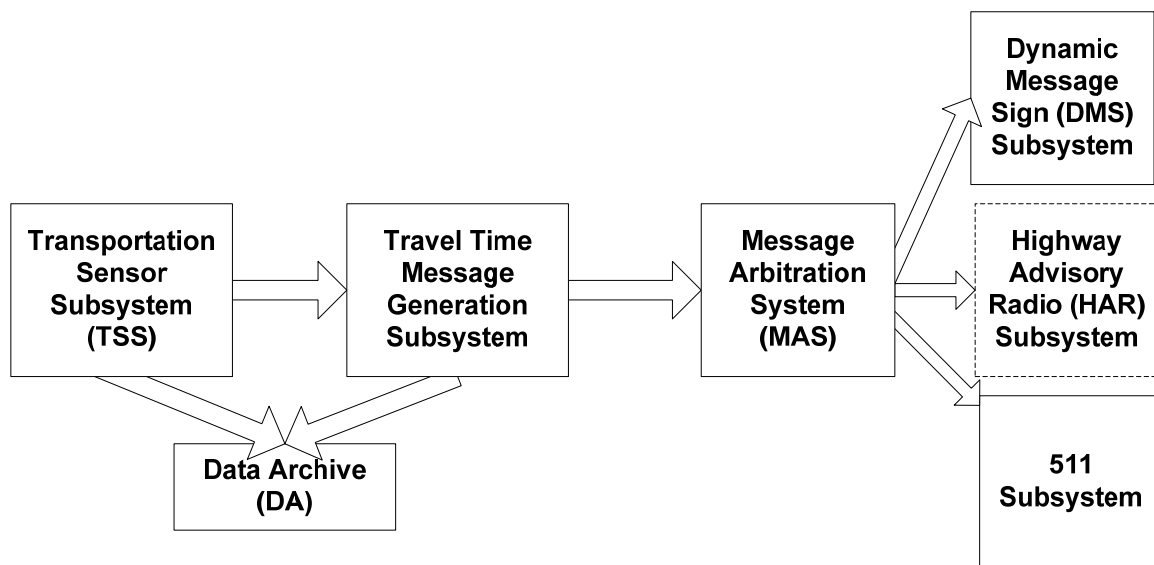 Transportation
Sensor
Subsystem
(TSS)
Travel Time
Message
Generation
Subsystem
Data Archive
(DA)
Message
Arbitration
System
(MAS)
Dynamic
Message
Sign (DMS)
Subsystem
Highway
Advisory
Radio (HAR)
Subsystem
511
Subsystem